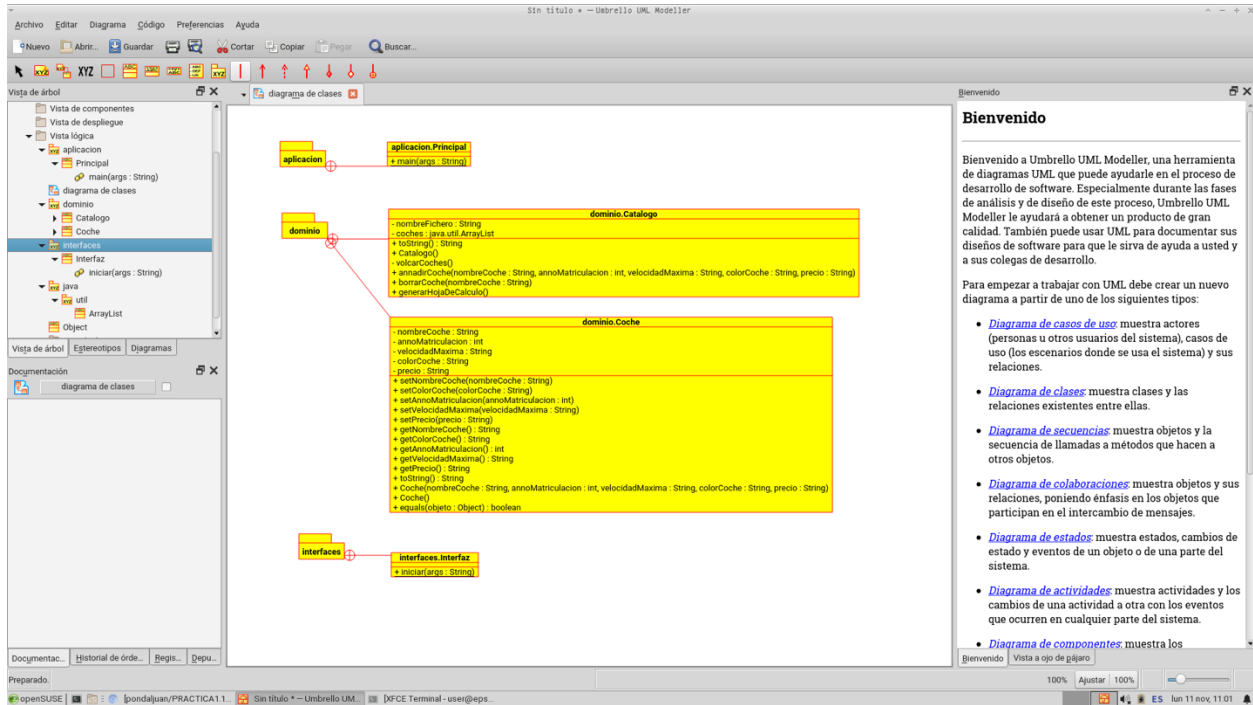 Sin título * — Umbrello UML Modeller
Archivo Editar Diagrama Código Preferencias Ayuda
Nuevo Abrir... Guardar Cortar Copiar Pegar Buscar...
XYZ
Vista de árbol
Vista de componentes
Vista de despliegue
Vista lógica
aplicacion
Principal
main(args : String)
diagrama de clases
dominio
Catalogo
Coche
interfaces
Interfaz
iniciar(args : String)
java
util
ArrayList
Object
Vista de árbol Estereotipos Diagramas
Documentación
diagrama de clases
Documentac... Historial de órde... Regis... Depu...
diagrama de clases
aplicacion
aplicacion.Principal
+ main(args : String)
dominio
dominio.Catalogo
- nombreFichero : String
- coches : java.util.ArrayList
+ toString() : String
+ Catalogo()
- volcarCoches()
+ annadirCoche(nombreCoche : String, annoMatriculacion : int, velocidadMaxima : String, colorCoche : String, precio : String)
+ borrarCoche(nombreCoche : String)
+ generarHojaDeCalculo()
dominio.Coche
- nombreCoche : String
- annoMatriculacion : int
- velocidadMaxima : String
- colorCoche : String
- precio : String
+ setNombreCoche(nombreCoche : String)
+ setColorCoche(colorCoche : String)
+ setAnnoMatriculacion(annoMatriculacion : int)
+ setVelocidadMaxima(velocidadMaxima : String)
+ setPrecio(precio : String)
+ getNombreCoche() : String
+ getColorCoche() : String
+ getAnnoMatriculacion() : int
+ getVelocidadMaxima() : String
+ getPrecio() : String
+ toString() : String
+ Coche(nombreCoche : String, annoMatriculacion : int, velocidadMaxima : String, colorCoche : String, precio : String)
+ Coche()
+ equals(objeto : Object) : boolean
interfaces
interfaces.Interfaz
+ iniciar(args : String)
Bienvenido
Bienvenido
Bienvenido a Umbrello UML Modeller, una herramienta
de diagramas UML que puede ayudarle en el proceso de
desarrollo de software. Especialmente durante las fases
de análisis y de diseño de este proceso, Umbrello UML
Modeller le ayudará a obtener un producto de gran
calidad. También puede usar UML para documentar sus
diseños de software para que le sirva de ayuda a usted y
a sus colegas de desarrollo.
Para empezar a trabajar con UML debe crear un nuevo
diagrama a partir de uno de los siguientes tipos:
• Diagrama de casos de uso: muestra actores
(personas u otros usuarios del sistema), casos de
uso (los escenarios donde se usa el sistema) y sus
relaciones.
• Diagrama de clases: muestra clases y las
relaciones existentes entre ellas.
• Diagrama de secuencias: muestra objetos y la
secuencia de llamadas a métodos que hacen a
otros objetos.
• Diagrama de colaboraciones: muestra objetos y sus
relaciones, poniendo énfasis en los objetos que
participan en el intercambio de mensajes.
• Diagrama de estados: muestra estados, cambios de
estado y eventos de un objeto o de una parte del
sistema.
• Diagrama de actividades: muestra actividades y los
cambios de una actividad a otra con los eventos
que ocurren en cualquier parte del sistema.
• Diagrama de componentes: muestra los
Bienvenido Vista a ojo de pájaro
Preparado.
100% Ajustar 100%
openSUSE [pondaljuan/PRACTICA1.1... Sin título * — Umbrello UM... [XFCE Terminal - user@eps... ES lun 11 nov, 11:01